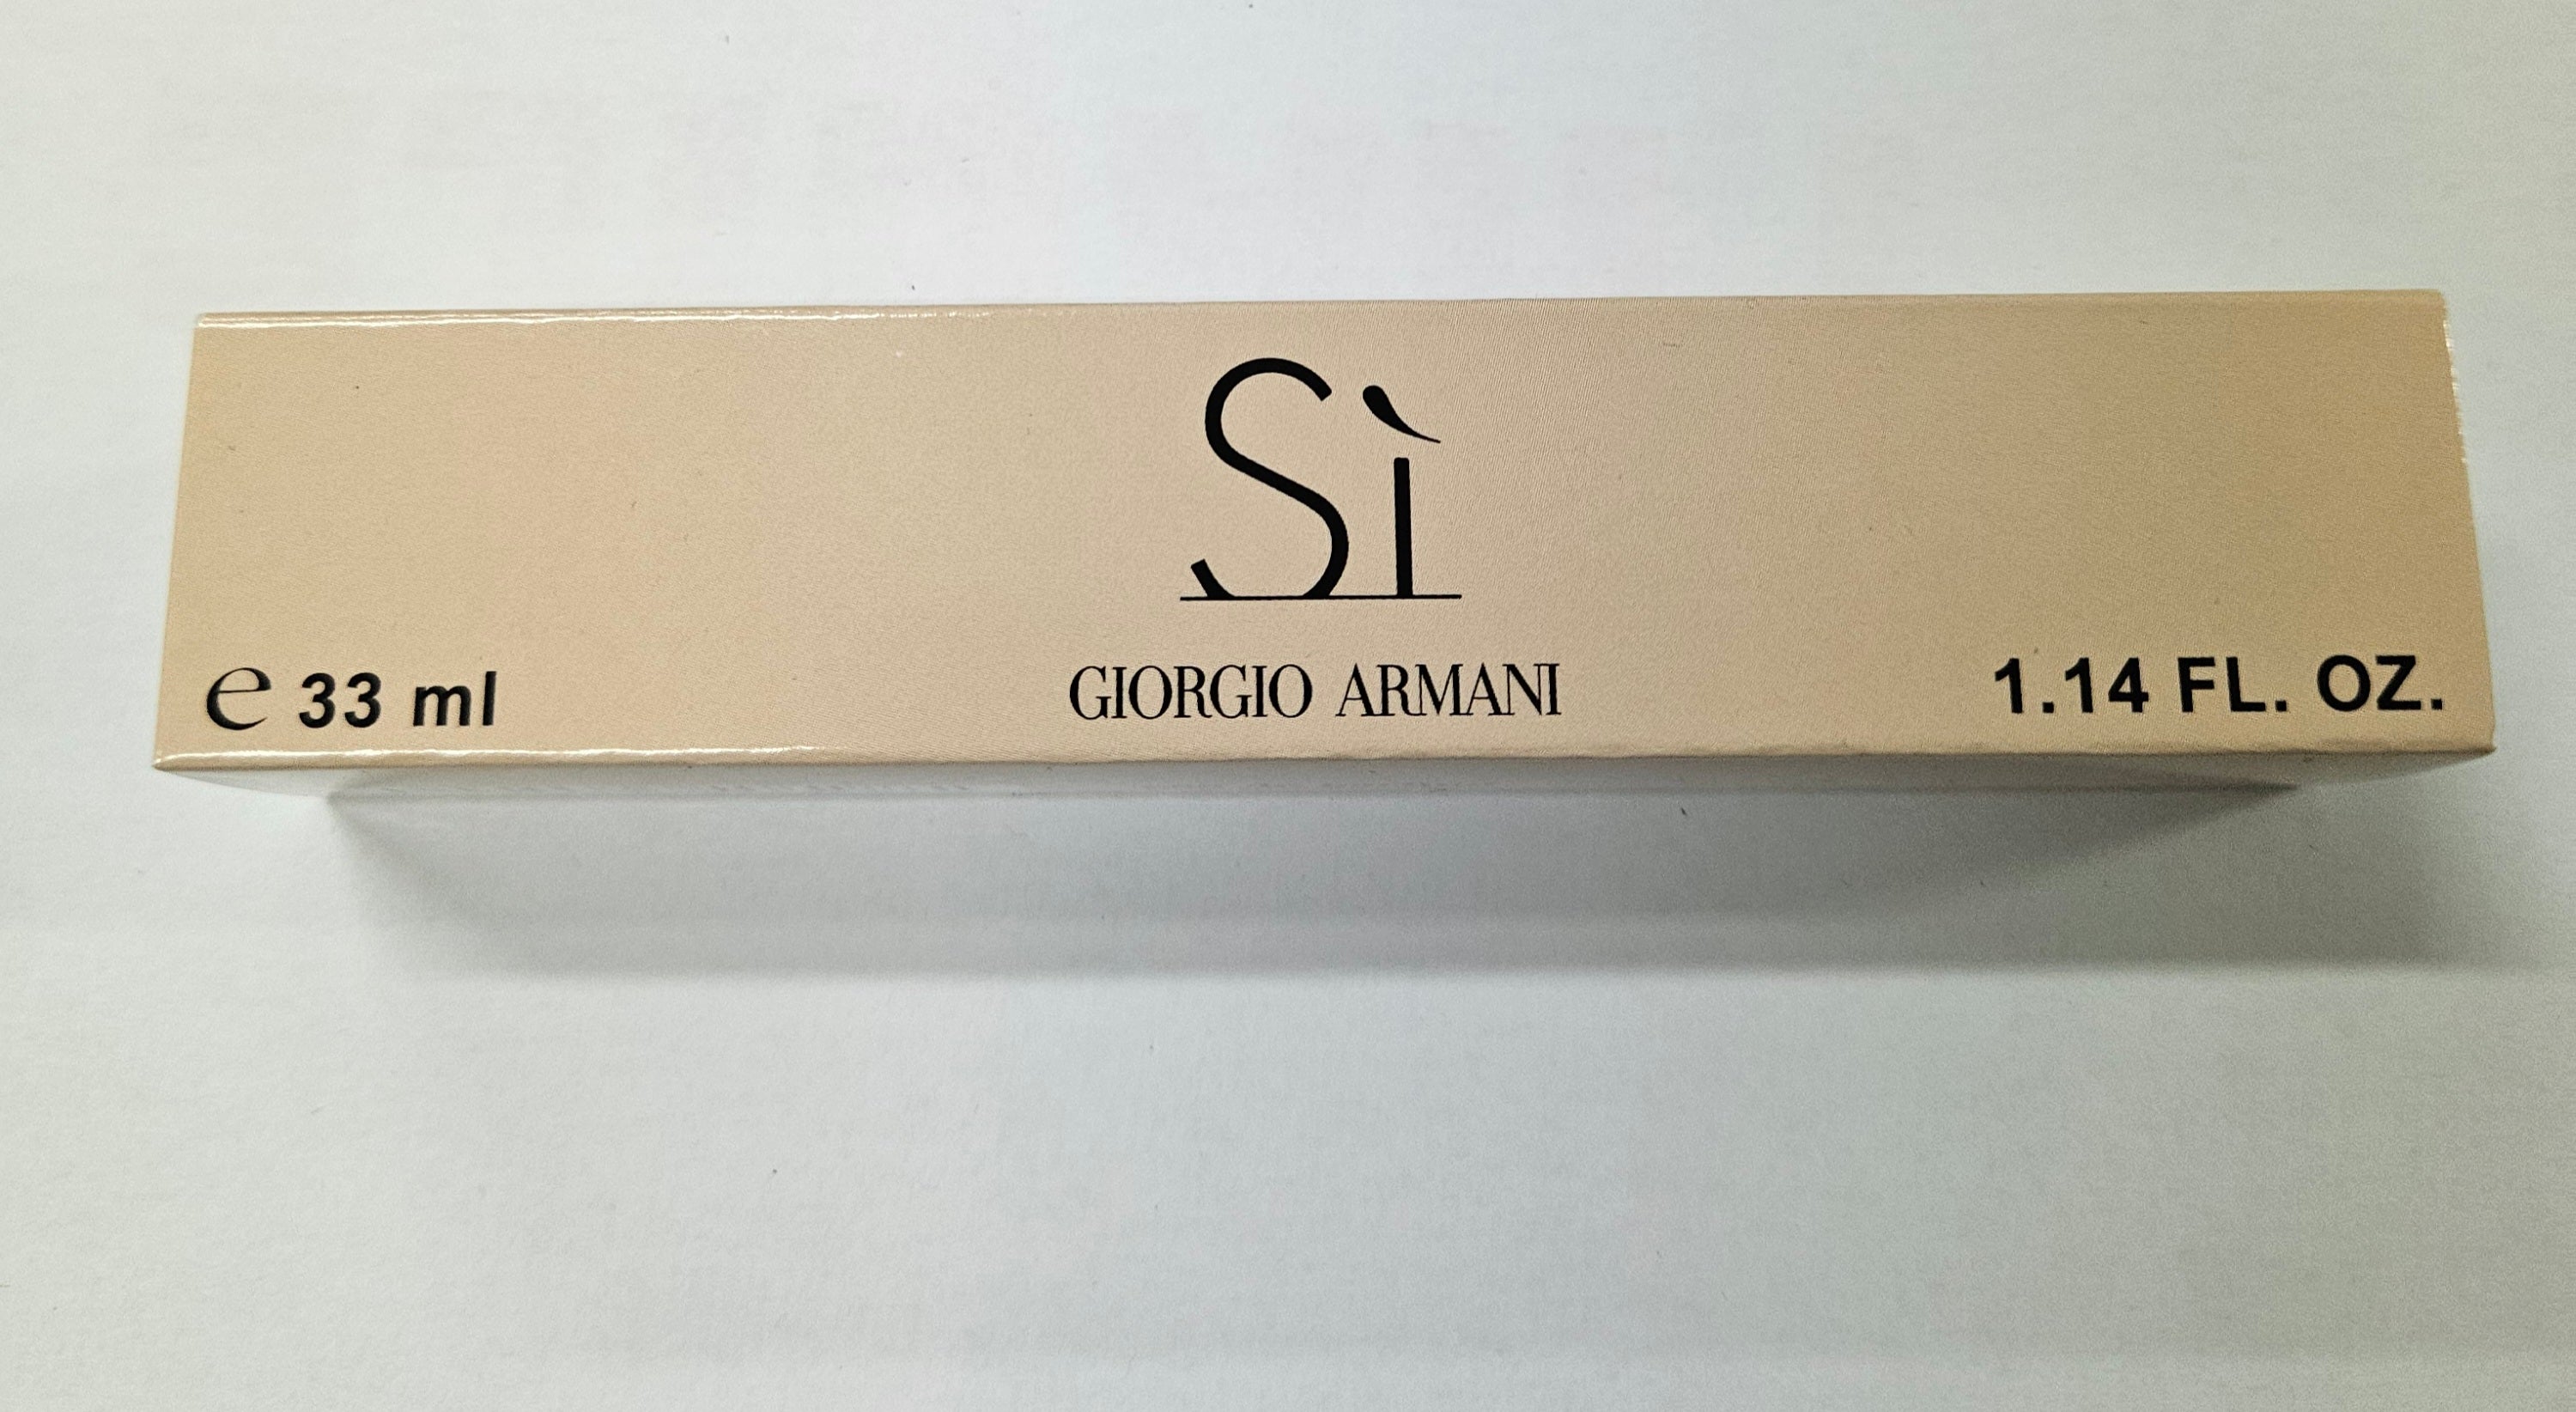 Sì
GIORGIO ARMANI
℮ 33 ml
1.14 FL. OZ.